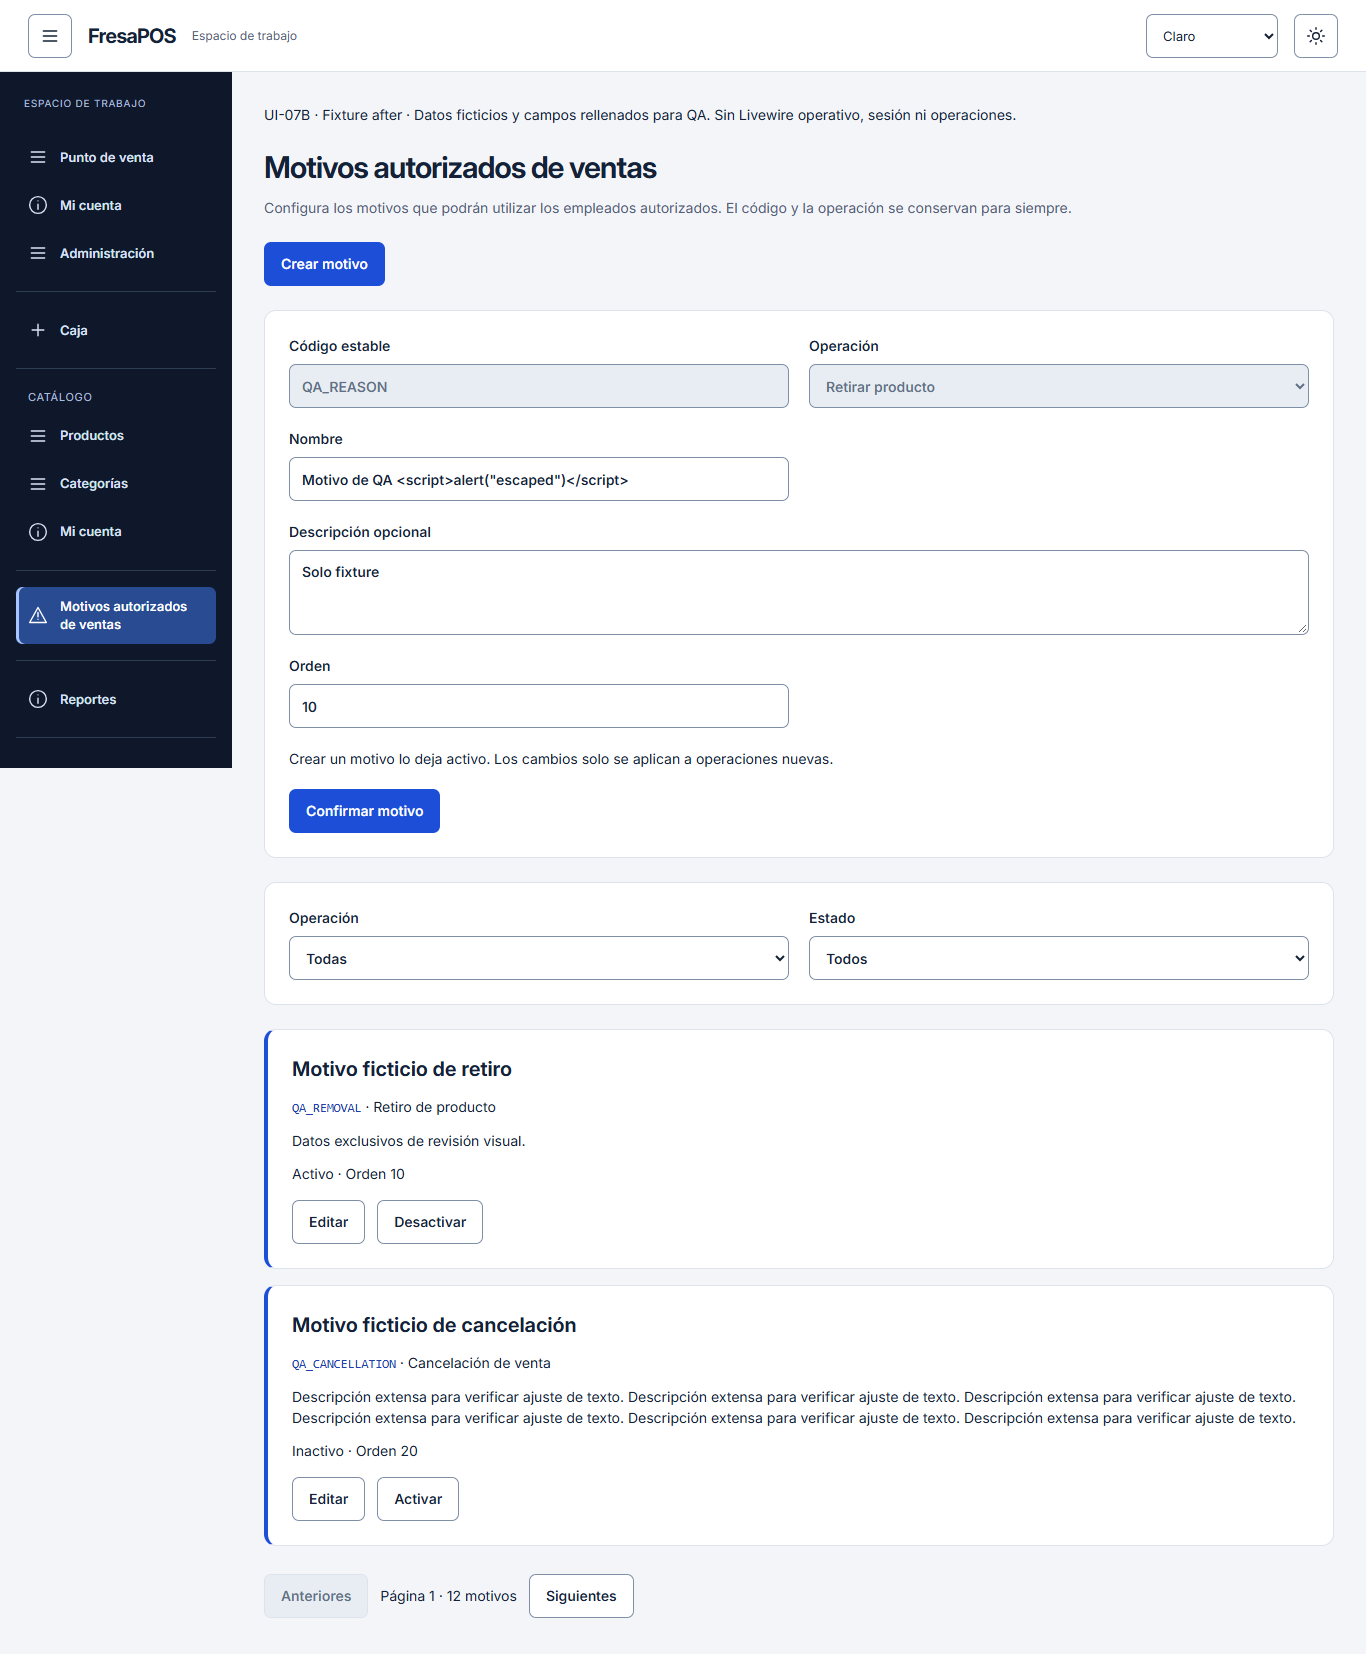 FresaPOS Espacio de trabajo Claro
ESPACIO DE TRABAJO
Punto de venta
Mi cuenta
Administración
Caja
CATÁLOGO
Productos
Categorías
Mi cuenta
Motivos autorizados
de ventas
Reportes
UI-07B · Fixture after · Datos ficticios y campos rellenados para QA. Sin Livewire operativo, sesión ni operaciones.
Motivos autorizados de ventas
Configura los motivos que podrán utilizar los empleados autorizados. El código y la operación se conservan para siempre.
Crear motivo
Código estable Operación
QA_REASON Retirar producto
Nombre
Motivo de QA <script>alert("escaped")</script>
Descripción opcional
Solo fixture
Orden
10
Crear un motivo lo deja activo. Los cambios solo se aplican a operaciones nuevas.
Confirmar motivo
Operación Estado
Todas Todos
Motivo ficticio de retiro
QA_REMOVAL · Retiro de producto
Datos exclusivos de revisión visual.
Activo · Orden 10
Editar Desactivar
Motivo ficticio de cancelación
QA_CANCELLATION · Cancelación de venta
Descripción extensa para verificar ajuste de texto. Descripción extensa para verificar ajuste de texto. Descripción extensa para verificar ajuste de texto.
Descripción extensa para verificar ajuste de texto. Descripción extensa para verificar ajuste de texto. Descripción extensa para verificar ajuste de texto.
Inactivo · Orden 20
Editar Activar
Anteriores Página 1 · 12 motivos Siguientes